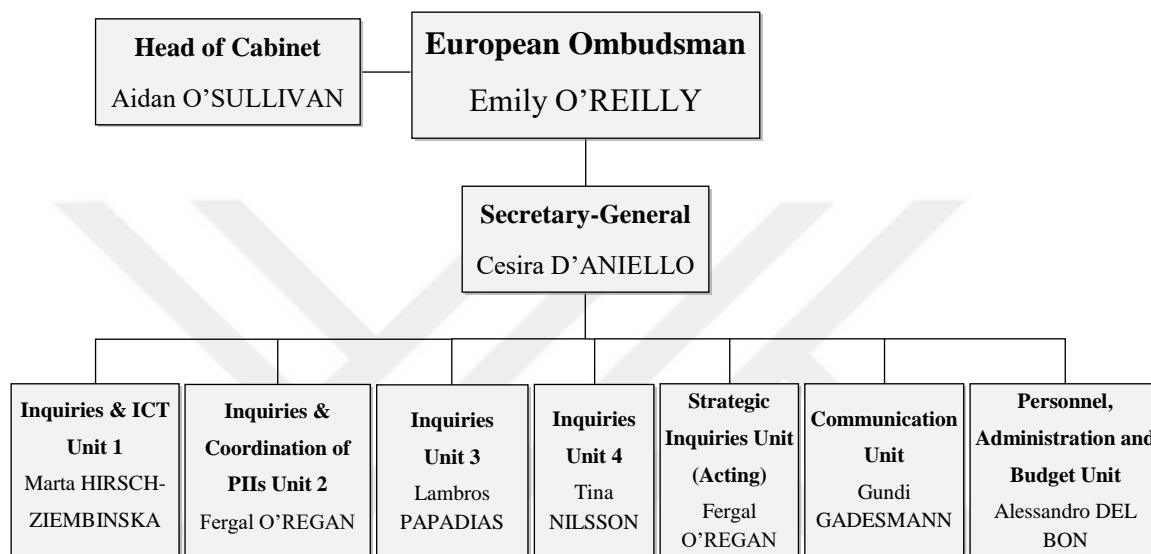 Head of Cabinet
Aidan O’SULLIVAN
European Ombudsman
Emily O’REILLY
Secretary-General
Cesira D’ANIELLO
Inquiries & ICT
Unit 1
Marta HIRSCH-
ZIEMBINSKA
Inquiries &
Coordination of
PIIs Unit 2
Fergal O’REGAN
Inquiries
Unit 3
Lambros
PAPADIAS
Inquiries
Unit 4
Tina
NILSSON
Strategic
Inquiries Unit
(Acting)
Fergal
O’REGAN
Communication
Unit
Gundi
GADESMANN
Personnel,
Administration and
Budget Unit
Alessandro DEL
BON